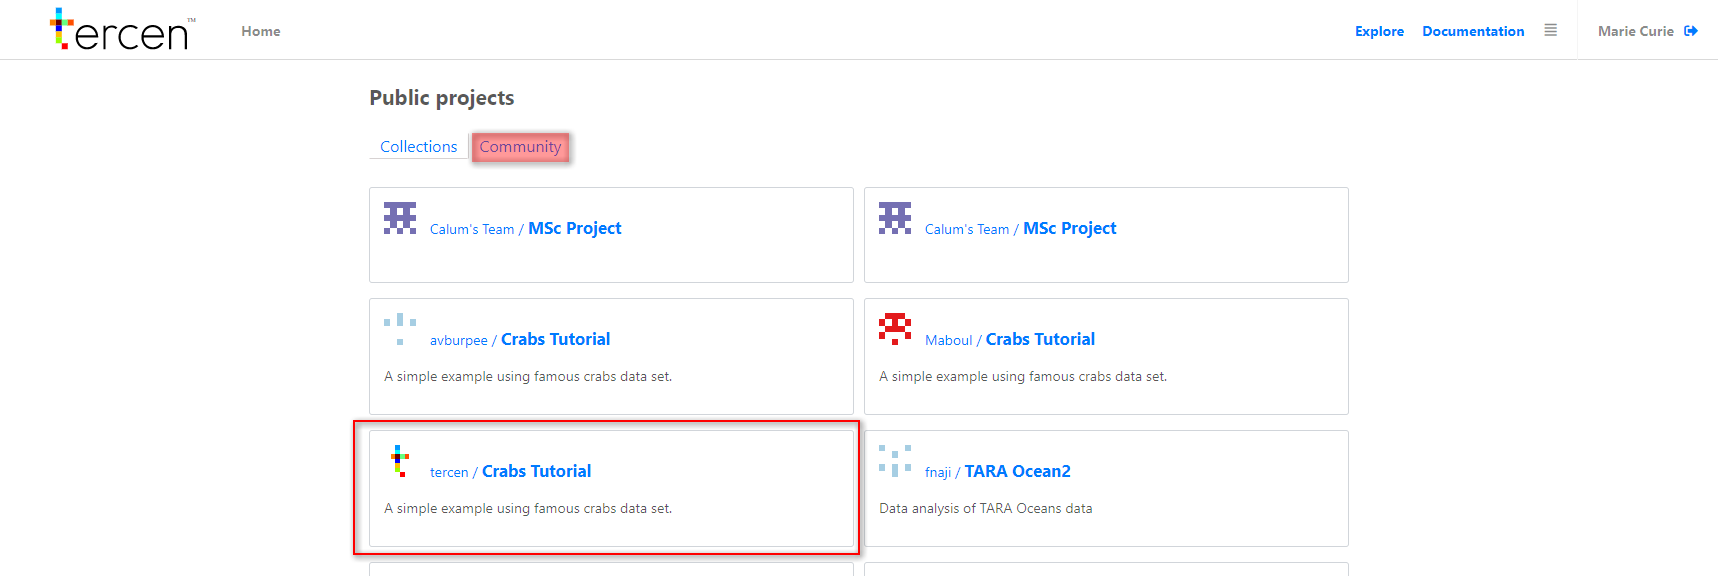 tercen™ Home Explore Documentation Marie Curie
Public projects
Collections Community
Calum's Team / MSc Project
Calum's Team / MSc Project
avburpee / Crabs Tutorial
A simple example using famous crabs data set.
Maboul / Crabs Tutorial
A simple example using famous crabs data set.
tercen / Crabs Tutorial
A simple example using famous crabs data set.
fnaji / TARA Ocean2
Data analysis of TARA Oceans data